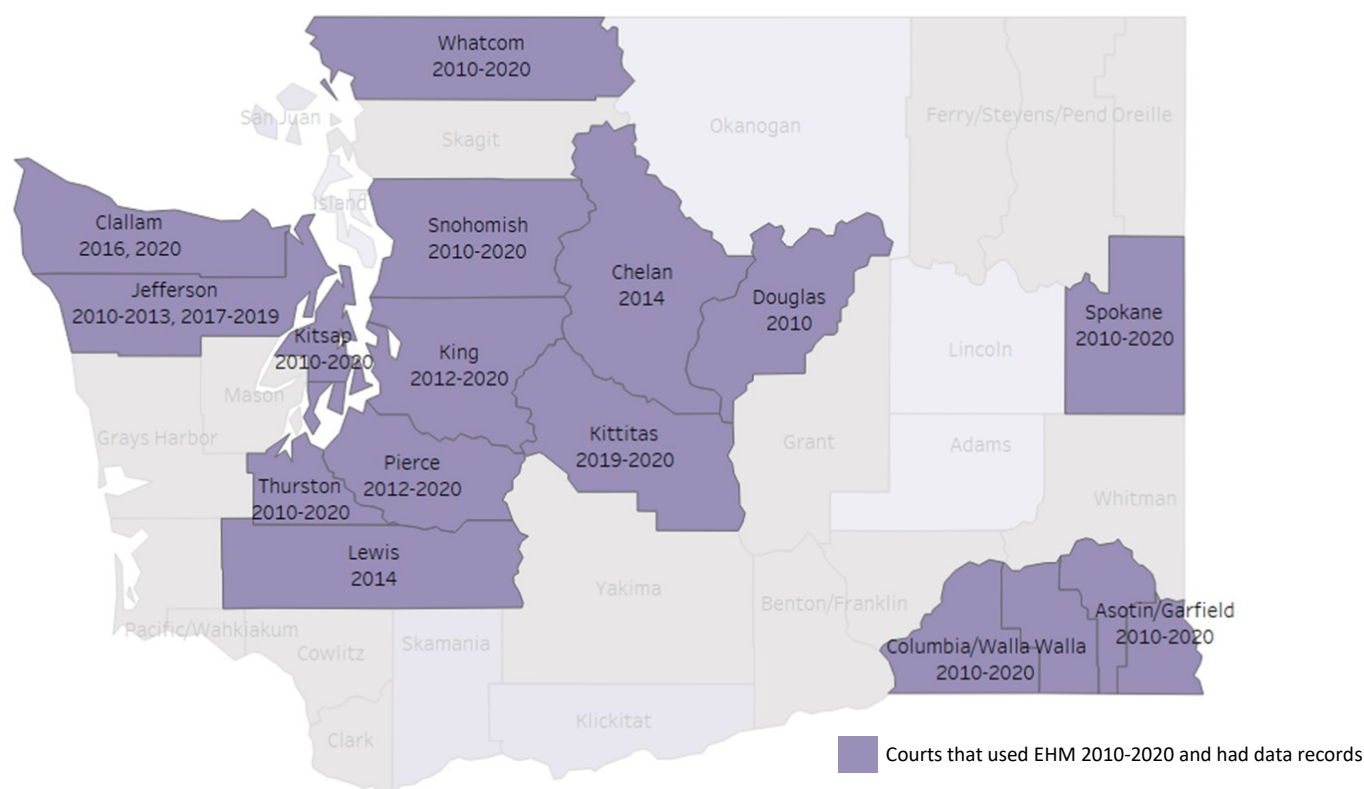 Whatcom
2010-2020
San Juan
Skagit
Okanogan
Ferry/Stevens/Pend Oreille
Island
Clallam
2016, 2020
Snohomish
2010-2020
Chelan
2014
Jefferson
2010-2013, 2017-2019
Douglas
2010
Spokane
2010-2020
Kitsap
2010-2020
King
2012-2020
Lincoln
Mason
Grays Harbor
Kittitas
2019-2020
Grant
Adams
Pierce
2012-2020
Thurston
2010-2020
Whitman
Lewis
2014
Yakima
Benton/Franklin
Asotin/Garfield
2010-2020
Pacific/Wahkiakum
Cowlitz
Skamania
Columbia/Walla Walla
2010-2020
Klickitat
Clark
Courts that used EHM 2010-2020 and had data records